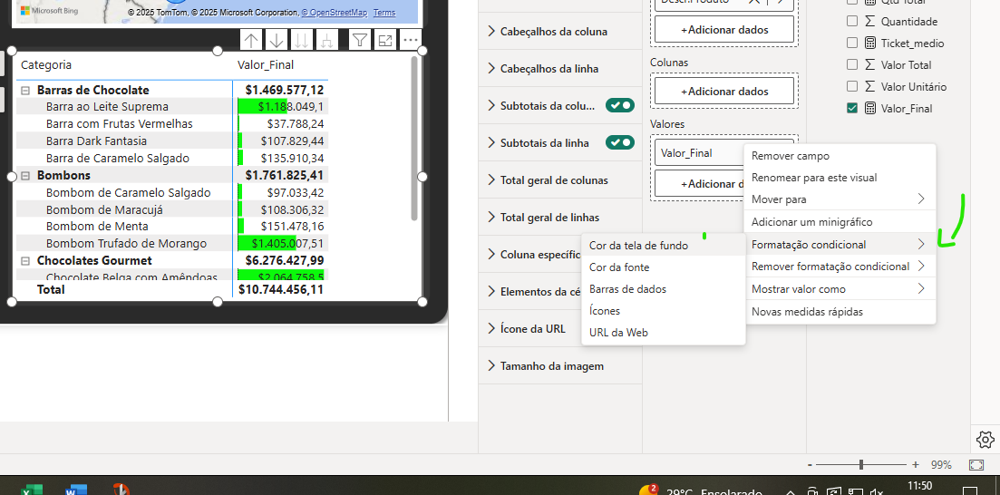 Microsoft Bing
© 2025 TomTom, © 2025 Microsoft Corporation, © OpenStreetMap Terms
Categoria Valor_Final
Barras de Chocolate $1.469.577,12
Barra ao Leite Suprema $1.188.049,1
Barra com Frutas Vermelhas $37.788,24
Barra Dark Fantasia $107.829,44
Barra de Caramelo Salgado $135.910,34
Bombons $1.761.825,41
Bombom de Caramelo Salgado $97.033,42
Bombom de Maracujá $108.306,32
Bombom de Menta $151.478,16
Bombom Trufado de Morango $1.405.007,51
Chocolates Gourmet $6.276.427,99
Chocolate Belga com Amêndoas $2.064.758,5
Total $10.744.456,11
Cabeçalhos da coluna
Cabeçalhos da linha
Subtotais da colu...
Subtotais da linha
Total geral de colunas
Total geral de linhas
Coluna específic
Elementos da cé
Ícone da URL
Tamanho da imagem
Descr.Produto
+Adicionar dados
Colunas
+Adicionar dados
Valores
Valor_Final
+Adicionar d
Remover campo
Renomear para este visual
Mover para
Adicionar um minigráfico
Formatação condicional
Remover formatação condicional
Mostrar valor como
Novas medidas rápidas
Cor da tela de fundo
Cor da fonte
Barras de dados
Ícones
URL da Web
Qtd Total
Quantidade
Ticket_medio
Valor Total
Valor Unitário
Valor_Final
- + 99%
2
29°C Ensolarado
11:50